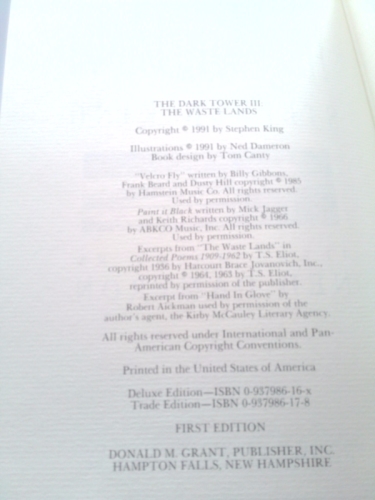 THE DARK TOWER III:
THE WASTE LANDS
Copyright © 1991 by Stephen King
Illustrations © 1991 by Ned Dameron
Book design by Tom Canty
"Velcro Fly" written by Billy Gibbons,
Frank Beard and Dusty Hill copyright © 1985
by Hamstein Music Co. All rights reserved.
Used by permission.
Paint it Black written by Mick Jagger
and Keith Richards copyright © 1966
by ABKCO Music, Inc. All rights reserved.
Used by permission.
Excerpts from "The Waste Lands" in
Collected Poems 1909-1962 by T.S. Eliot,
copyright 1936 by Harcourt Brace Jovanovich, Inc.,
copyright © 1964, 1963 by T.S. Eliot,
reprinted by permission of the publisher.
Excerpt from "Hand In Glove" by
Robert Aickman used by permission of the
author's agent, the Kirby McCauley Literary Agency.
All rights reserved under International and Pan-
American Copyright Conventions.
Printed in the United States of America
Deluxe Edition—ISBN 0-937986-16-x
Trade Edition—ISBN 0-937986-17-8
FIRST EDITION
DONALD M. GRANT, PUBLISHER, INC.
HAMPTON FALLS, NEW HAMPSHIRE